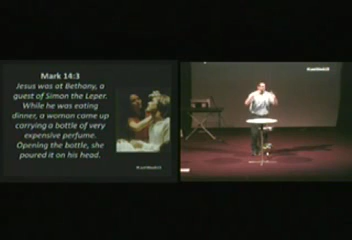 Mark 14:3
Jesus was at Bethany, a
guest of Simon the Leper.
While he was eating
dinner, a woman came up
carrying a bottle of very
expensive perfume.
Opening the bottle, she
poured it on his head.